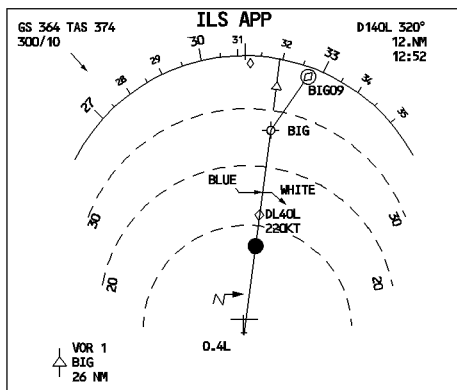 ILS APP
GS 364 TAS 374
300/10
D140L 320°
12.NM
12:52
27
28
29
30
31
32
33
34
35
BIG09
BIG
BLUE
WHITE
DL40L
220KT
30
30
20
20
N
0.4L
VOR 1
BIG
26 NM